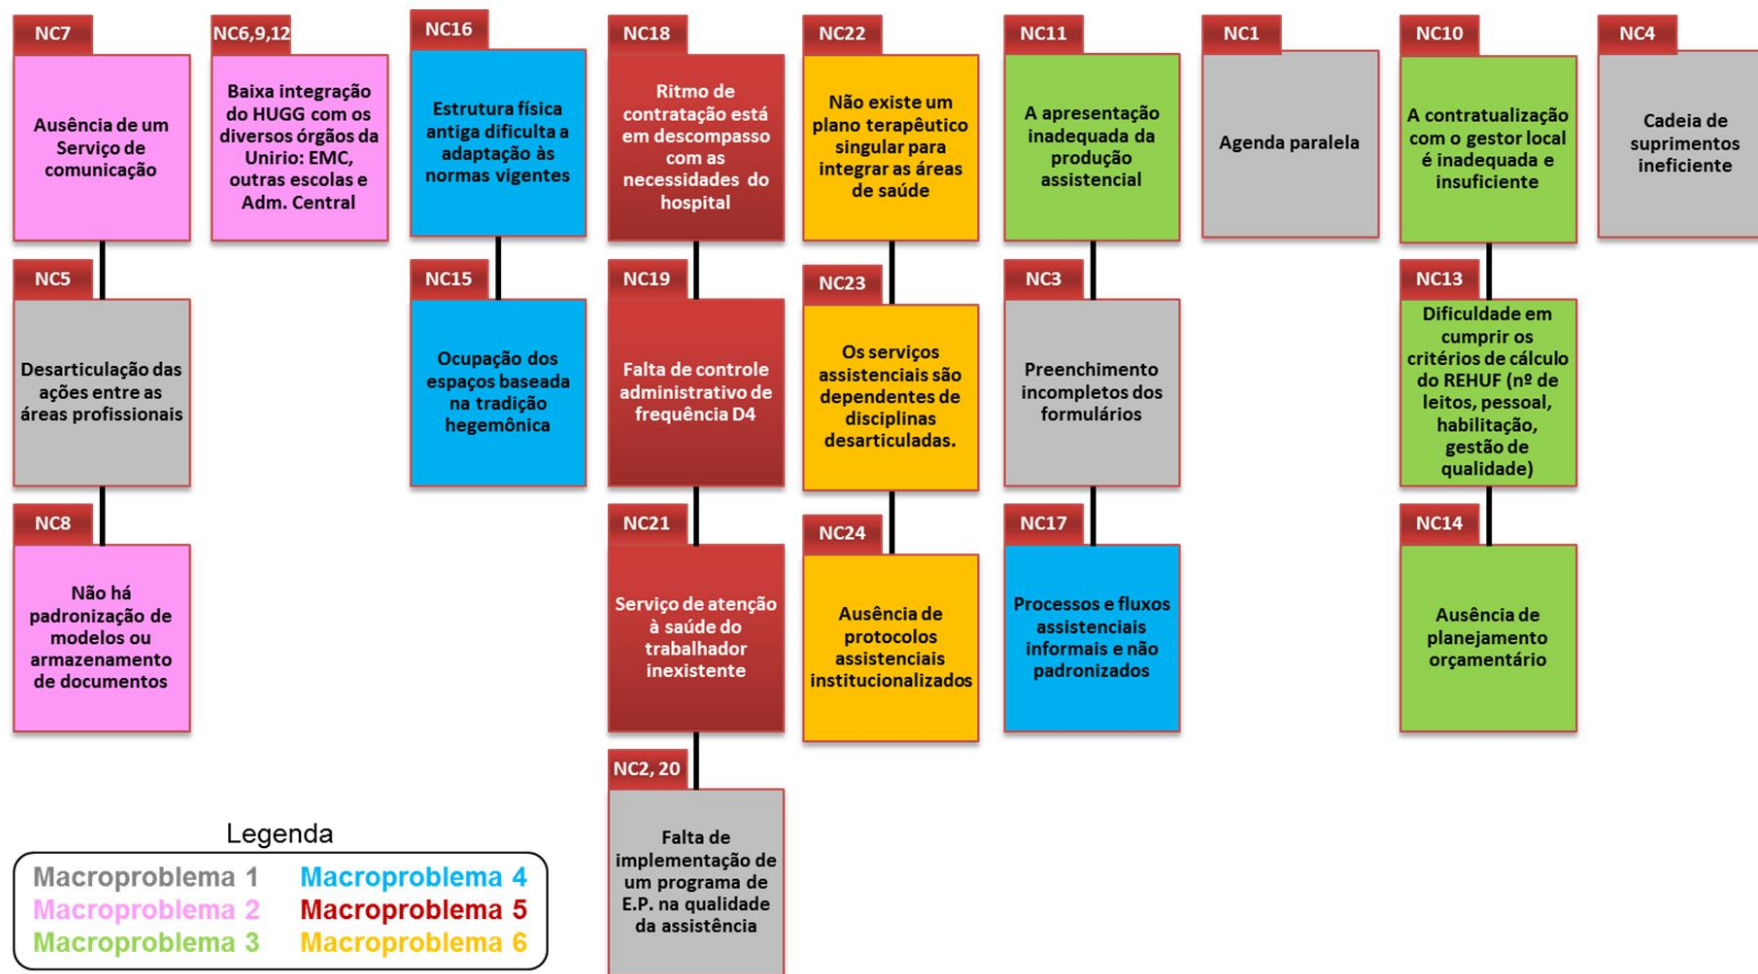 NC7
Ausência de um
Serviço de
comunicação
NC5
Desarticulação das
ações entre as
áreas profissionais
NC8
Não há
padronização de
modelos ou
armazenamento
de documentos
NC6,9,12
Baixa integração
do HUGG com os
diversos órgãos da
Unirio: EMC,
outras escolas e
Adm. Central
NC16
Estrutura física
antiga dificulta a
adaptação às
normas vigentes
NC15
Ocupação dos
espaços baseada
na tradição
hegemônica
NC18
Ritmo de
contratação está
em descompasso
com as
necessidades do
hospital
NC19
Falta de controle
administrativo de
frequência D4
NC21
Serviço de atenção
à saúde do
trabalhador
inexistente
NC2, 20
Falta de
implementação de
um programa de
E.P. na qualidade
da assistência
NC22
Não existe um
plano terapêutico
singular para
integrar as áreas
de saúde
NC23
Os serviços
assistenciais são
dependentes de
disciplinas
desarticuladas.
NC24
Ausência de
protocolos
assistenciais
institucionalizados
NC11
A apresentação
inadequada da
produção
assistencial
NC3
Preenchimento
incompletos dos
formulários
NC17
Processos e fluxos
assistenciais
informais e não
padronizados
NC1
Agenda paralela
NC10
A contratualização
com o gestor local
é inadequada e
insuficiente
NC13
Dificuldade em
cumprir os
critérios de cálculo
do REHUF (nº de
leitos, pessoal,
habilitação,
gestão de
qualidade)
NC14
Ausência de
planejamento
orçamentário
NC4
Cadeia de
suprimentos
ineficiente
Legenda
Macroproblema 1
Macroproblema 2
Macroproblema 3
Macroproblema 4
Macroproblema 5
Macroproblema 6